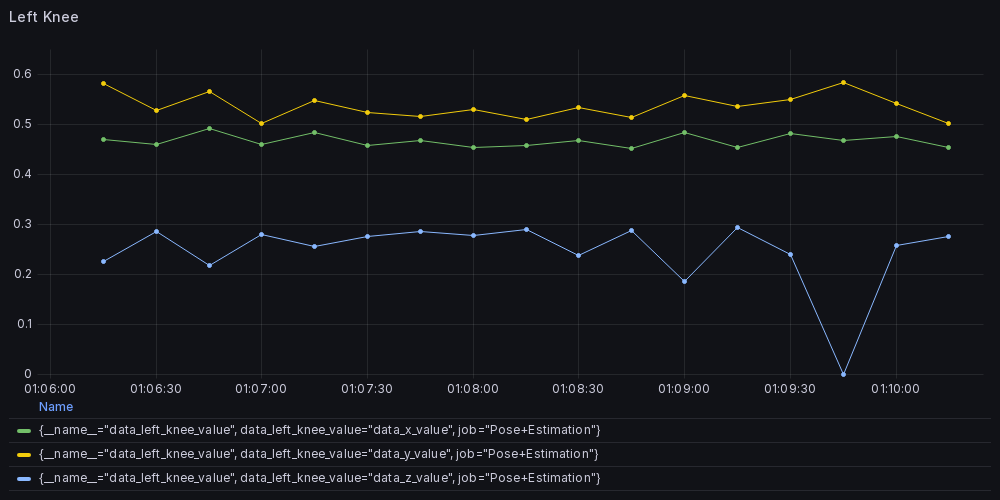 Left Knee
0.6
0.5
0.4
0.3
0.2
0.1
0
01:06:00 01:06:30 01:07:00 01:07:30 01:08:00 01:08:30 01:09:00 01:09:30 01:10:00
Name
{__name__="data_left_knee_value", data_left_knee_value="data_x_value", job="Pose+Estimation"}
{__name__="data_left_knee_value", data_left_knee_value="data_y_value", job="Pose+Estimation"}
{__name__="data_left_knee_value", data_left_knee_value="data_z_value", job="Pose+Estimation"}